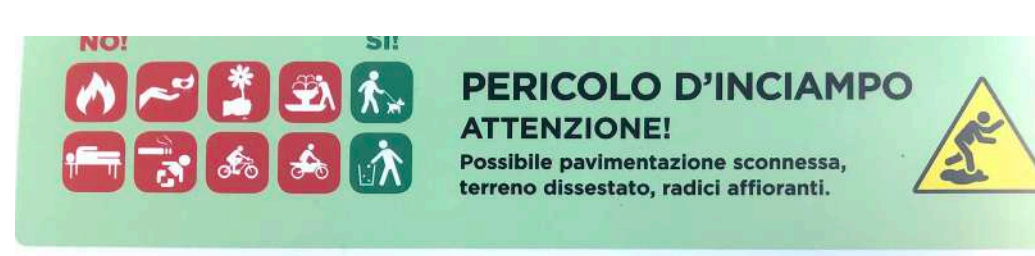 NO!
SI!
PERICOLO D'INCIAMPO
ATTENZIONE!
Possibile pavimentazione sconnessa,
terreno dissestato, radici affioranti.